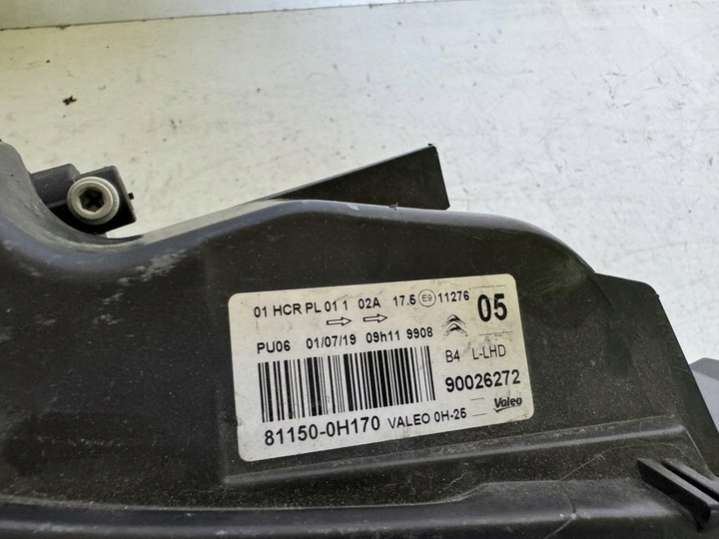 01 HCR PL 01 1 02A 17.5 E9 11276 05
PU06 01/07/19 09h11 9908 B4 L-LHD
90026272
81150-0H170 VALEO 0H-25 Valeo